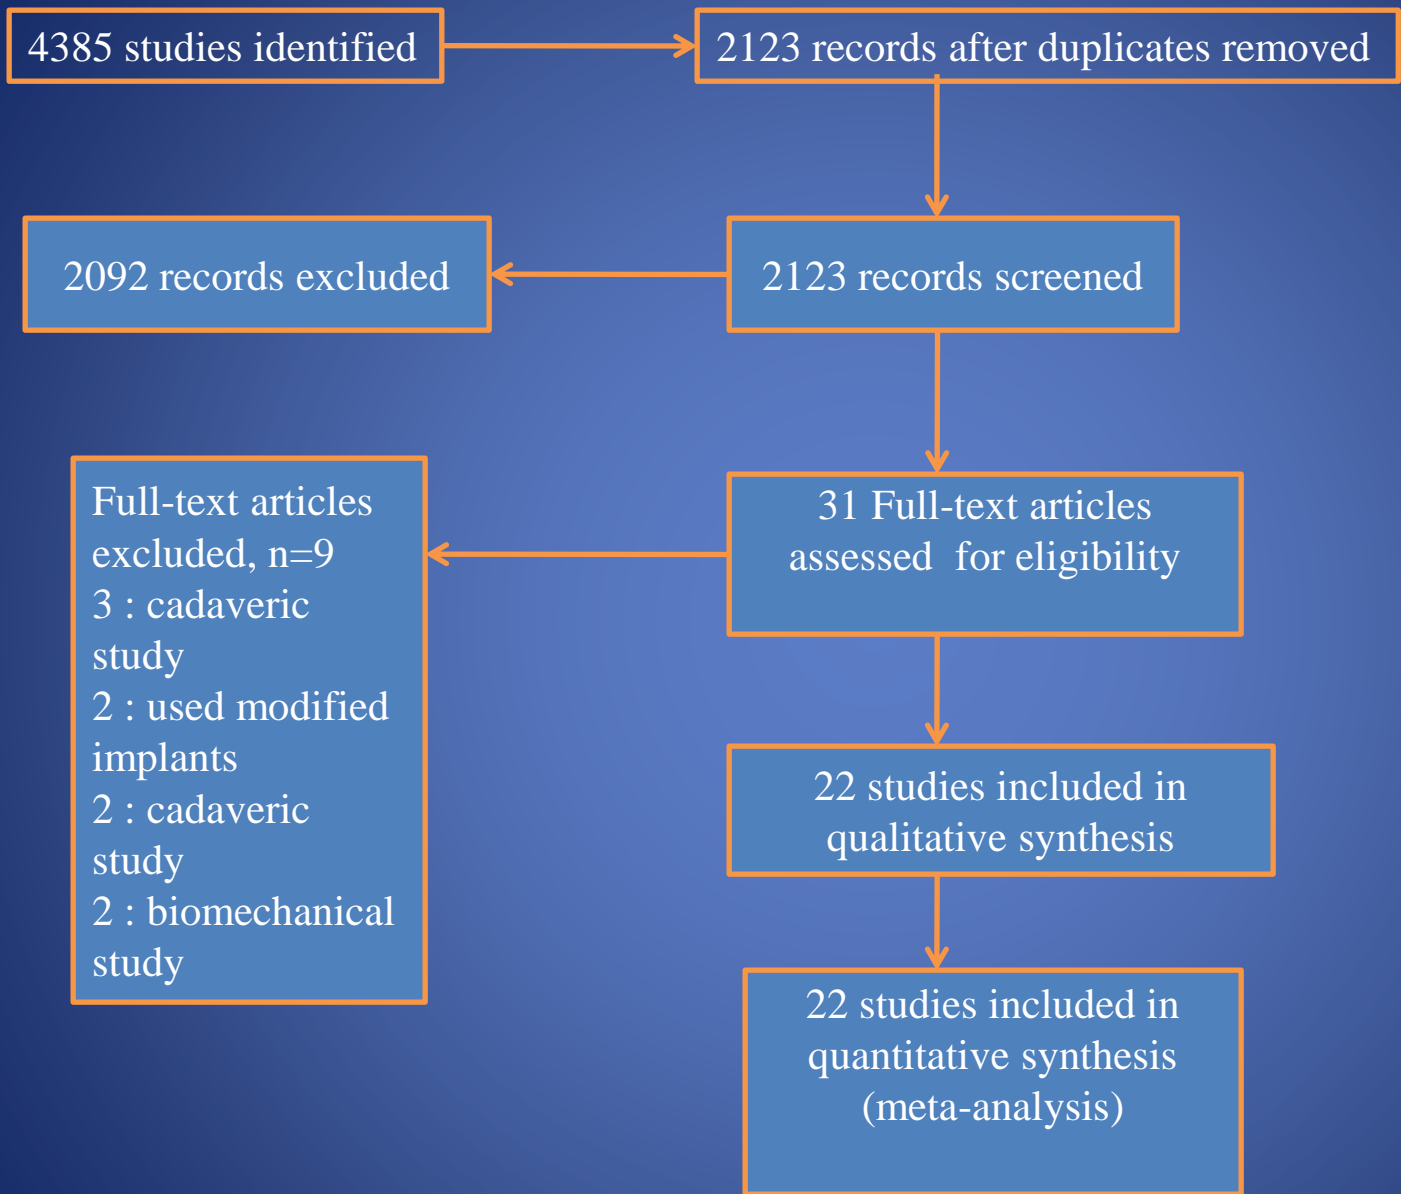 4385 studies identified
2123 records after duplicates removed
2092 records excluded
2123 records screened
Full-text articles
excluded, n=9
3 : cadaveric
study
2 : used modified
implants
2 : cadaveric
study
2 : biomechanical
study
31 Full-text articles
assessed  for eligibility
22 studies included in
qualitative synthesis
22 studies included in
quantitative synthesis
(meta-analysis)